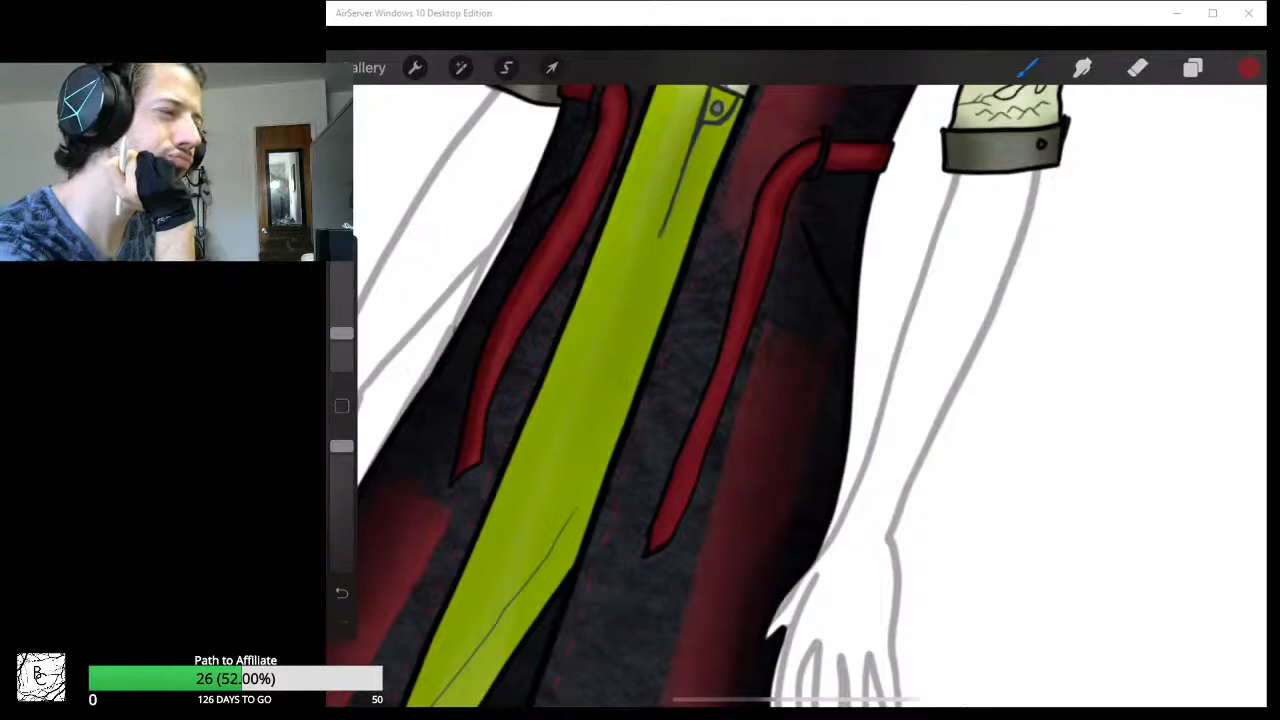 AirServer Windows 10 Desktop Edition
allery
Path to Affiliate
26 (52.00%)
0
126 DAYS TO GO
50